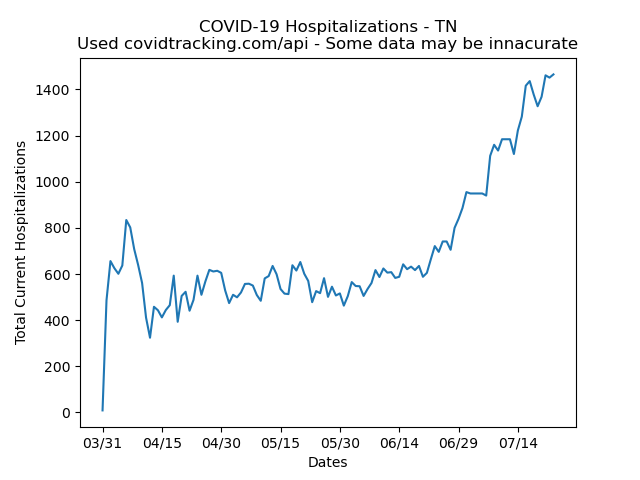 COVID-19 Hospitalizations - TN
Used covidtracking.com/api - Some data may be innacurate
Total Current Hospitalizations
1400
1200
1000
800
600
400
200
0
03/31 04/15 04/30 05/15 05/30 06/14 06/29 07/14
Dates